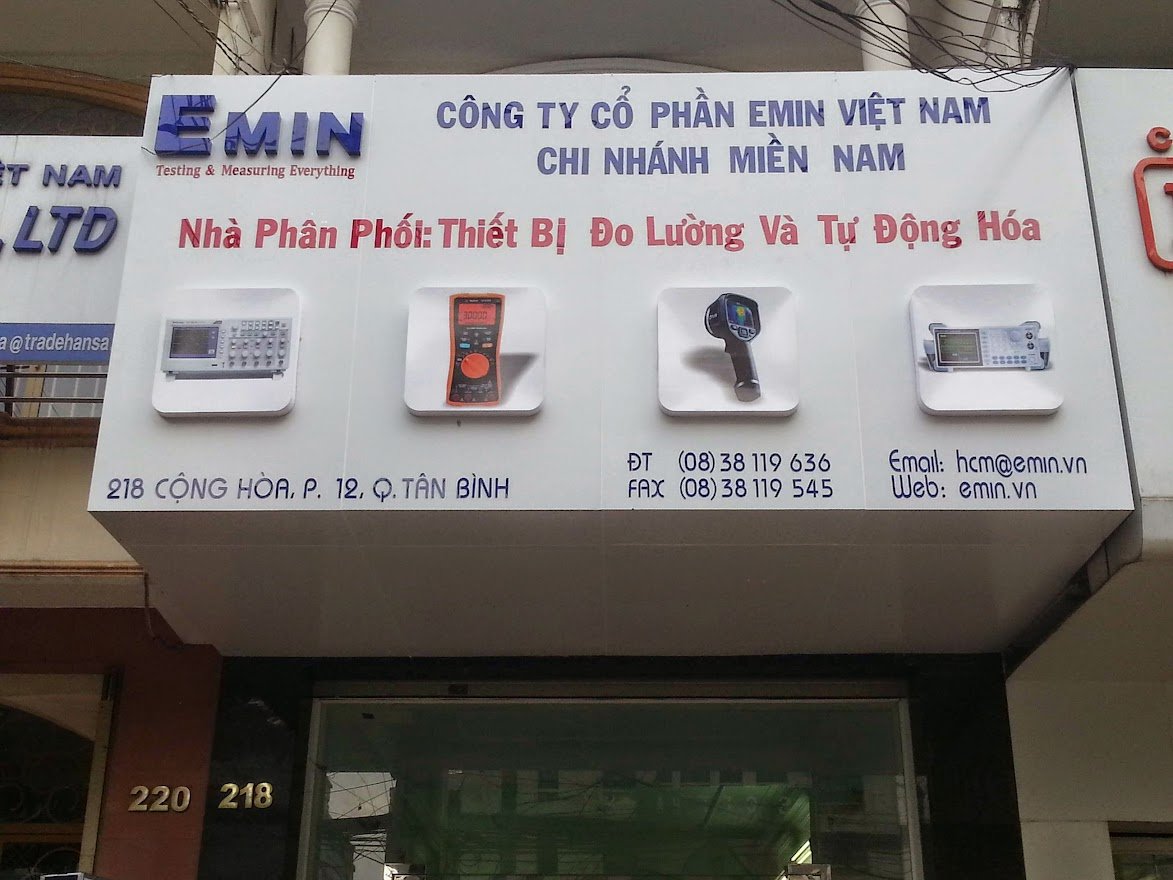 EMIN
Testing & Measuring Everything
CÔNG TY CỔ PHẦN EMIN VIỆT NAM
CHI NHÁNH MIỀN NAM
Nhà Phân Phối: Thiết Bị Đo Lường Và Tự Động Hóa
218 CỘNG HÒA, P. 12, Q. TÂN BÌNH
ĐT (08) 38 119 636
FAX (08) 38 119 545
Email: hcm@emin.vn
Web: emin.vn
ỆT NAM
, LTD
a@tradehansa
220
218